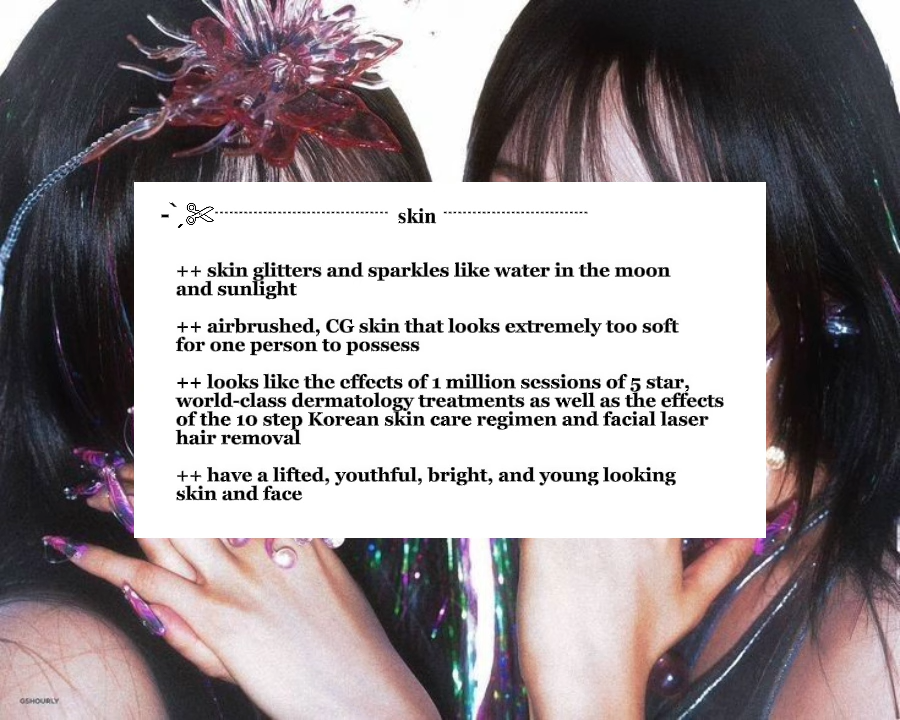 -ˋˏ✄┈┈┈┈ skin ┈┈┈┈
++ skin glitters and sparkles like water in the moon
and sunlight
++ airbrushed, CG skin that looks extremely too soft
for one person to possess
++ looks like the effects of 1 million sessions of 5 star,
world-class dermatology treatments as well as the effects
of the 10 step Korean skin care regimen and facial laser
hair removal
++ have a lifted, youthful, bright, and young looking
skin and face
GSHOURLY